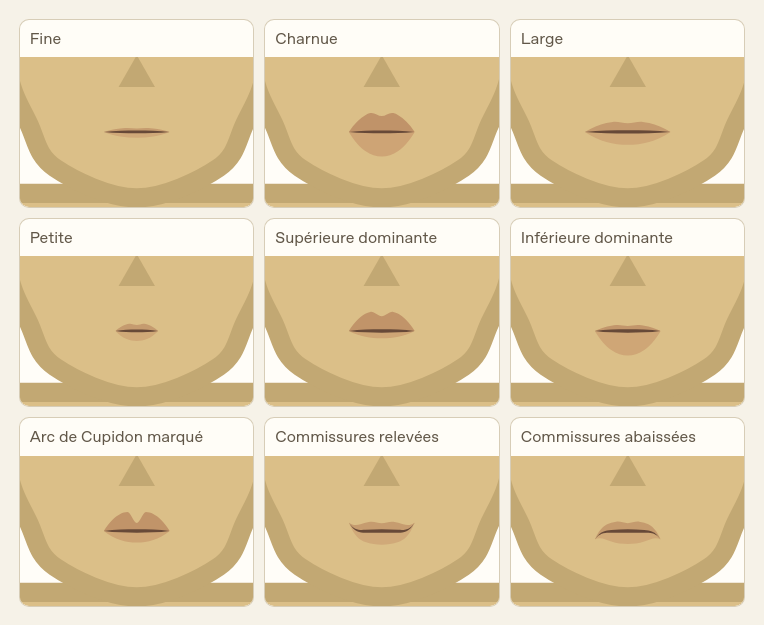 Fine
Charnue
Large
Petite
Supérieure dominante
Inférieure dominante
Arc de Cupidon marqué
Commissures relevées
Commissures abaissées